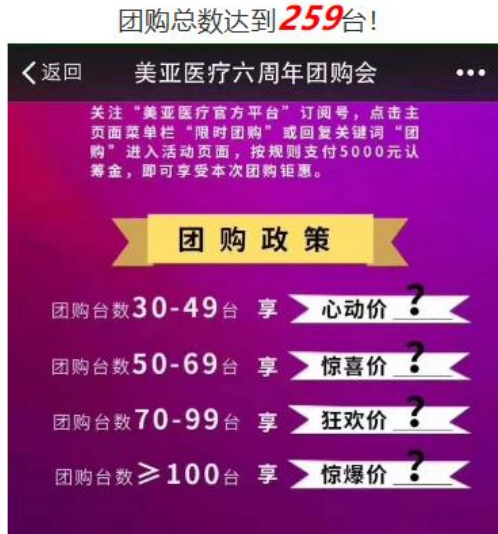 团购总数达到259台!
返回 美亚医疗六周年团购会 •••
关注“美亚医疗官方平台”订阅号，点击主
页面菜单栏“限时团购”或回复关键词“团
购”进入活动页面，按规则支付5000元认
筹金，即可享受本次团购钜惠。
团购政策
团购台数30-49台 享 心动价 ?
团购台数50-69台 享 惊喜价 ?
团购台数70-99台 享 狂欢价 ?
团购台数≥100台 享 惊爆价 ?